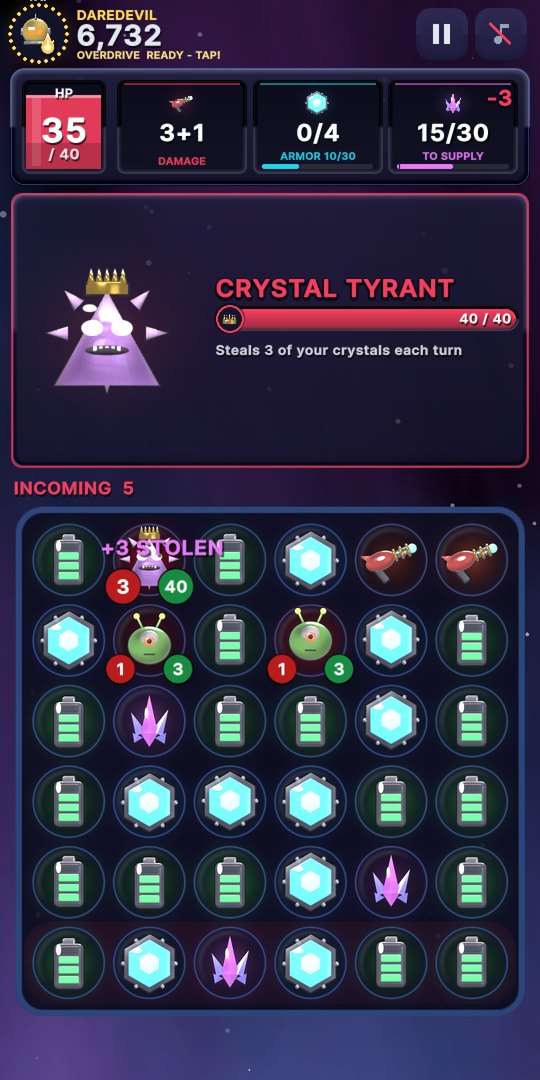 DAREDEVIL
6,732
OVERDRIVE READY - TAP!
HP
35
/ 40
3+1
DAMAGE
0/4
ARMOR 10/30
-3
15/30
TO SUPPLY
CRYSTAL TYRANT
40 / 40
Steals 3 of your crystals each turn
INCOMING 5
+3 STOLEN
3
40
1
3
1
3